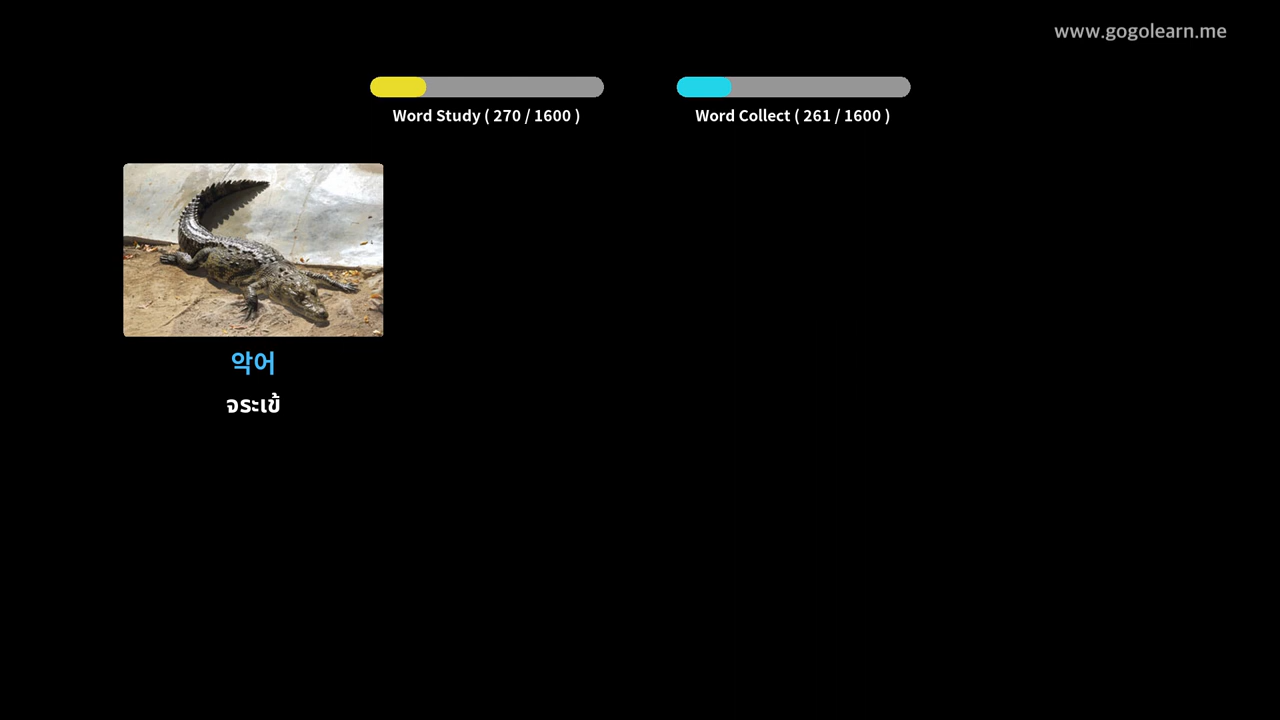 www.gogolearn.me
Word Study ( 270 / 1600 )
Word Collect ( 261 / 1600 )
악어
จระเข้